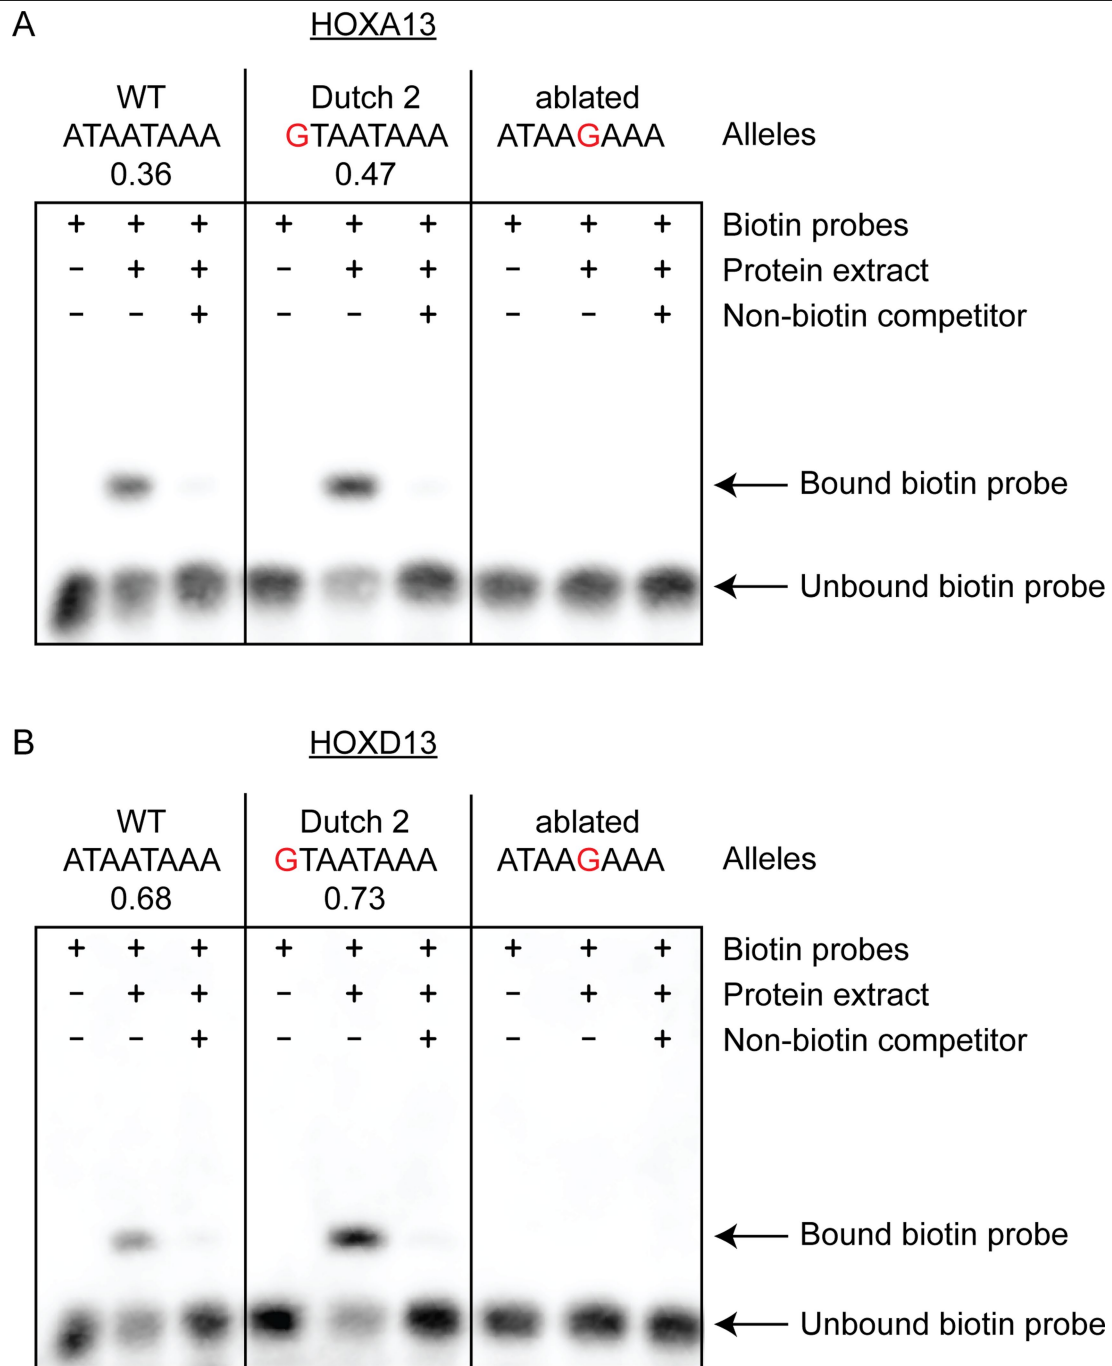 A
HOXA13
WT Dutch 2 ablated
ATAATAAA GTAATAAA ATAAGAAA Alleles
0.36 0.47
+ + + + + + + + + Biotin probes
− + + − + + − + + Protein extract
− − + − − + − − + Non-biotin competitor
Bound biotin probe
Unbound biotin probe
B
HOXD13
WT Dutch 2 ablated
ATAATAAA GTAATAAA ATAAGAAA Alleles
0.68 0.73
+ + + + + + + + + Biotin probes
− + + − + + − + + Protein extract
− − + − − + − − + Non-biotin competitor
Bound biotin probe
Unbound biotin probe